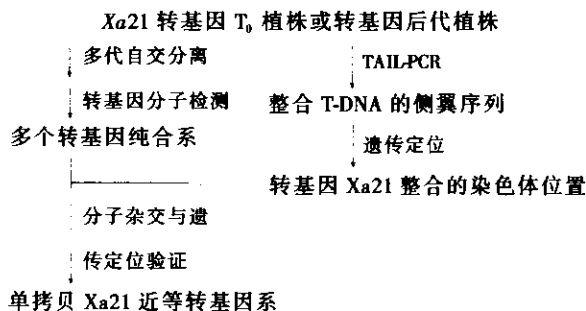 Xa21 转基因 T0 植株或转基因后代植株
多代自交分离
转基因分子检测
多个转基因纯合系
分子杂交与遗
传定位验证
单拷贝 Xa21 近等转基因系
TAIL-PCR
整合 T-DNA 的侧翼序列
遗传定位
转基因 Xa21 整合的染色体位置